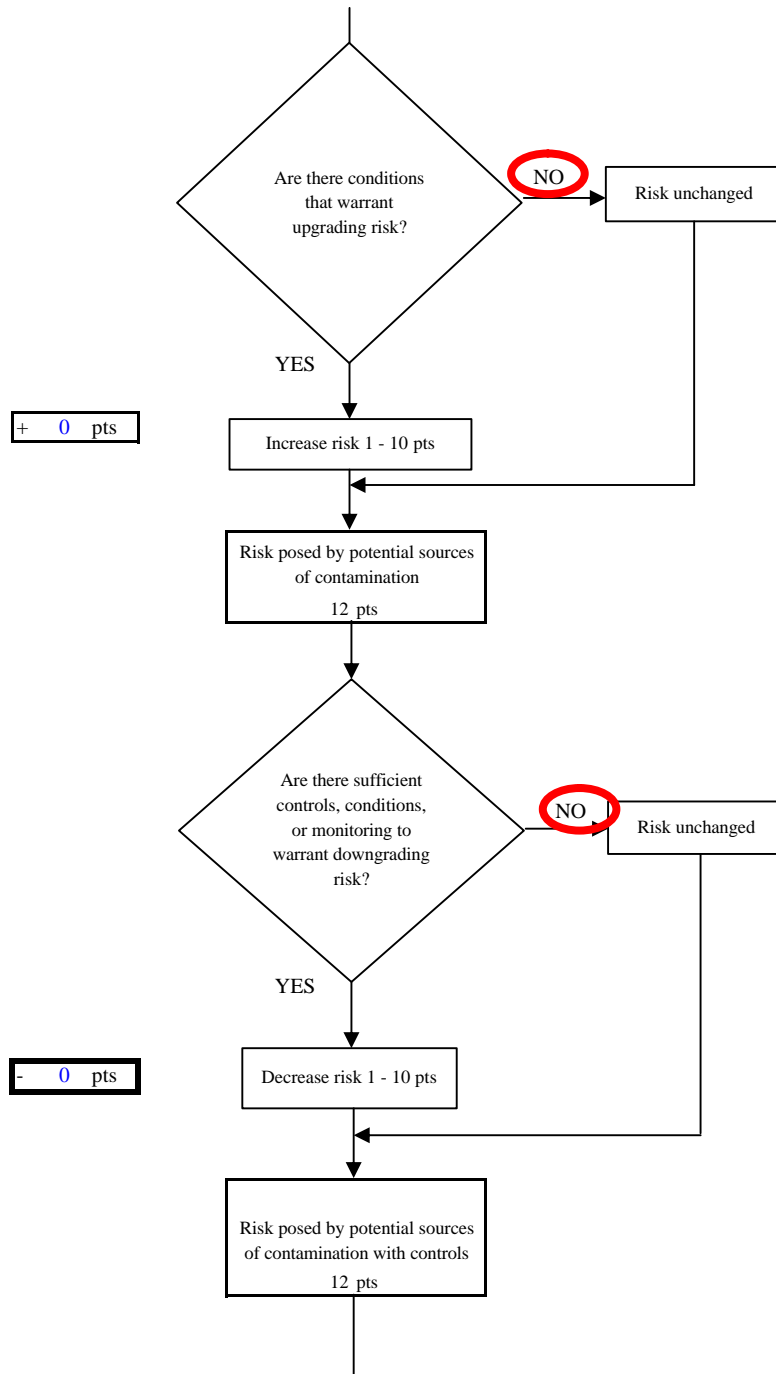 Are there conditions
that warrant
upgrading risk?
NO
Risk unchanged
YES
+ 0 pts
Increase risk 1 - 10 pts
Risk posed by potential sources
of contamination
12 pts
Are there sufficient
controls, conditions,
or monitoring to
warrant downgrading
risk?
NO
Risk unchanged
YES
- 0 pts
Decrease risk 1 - 10 pts
Risk posed by potential sources
of contamination with controls
12 pts